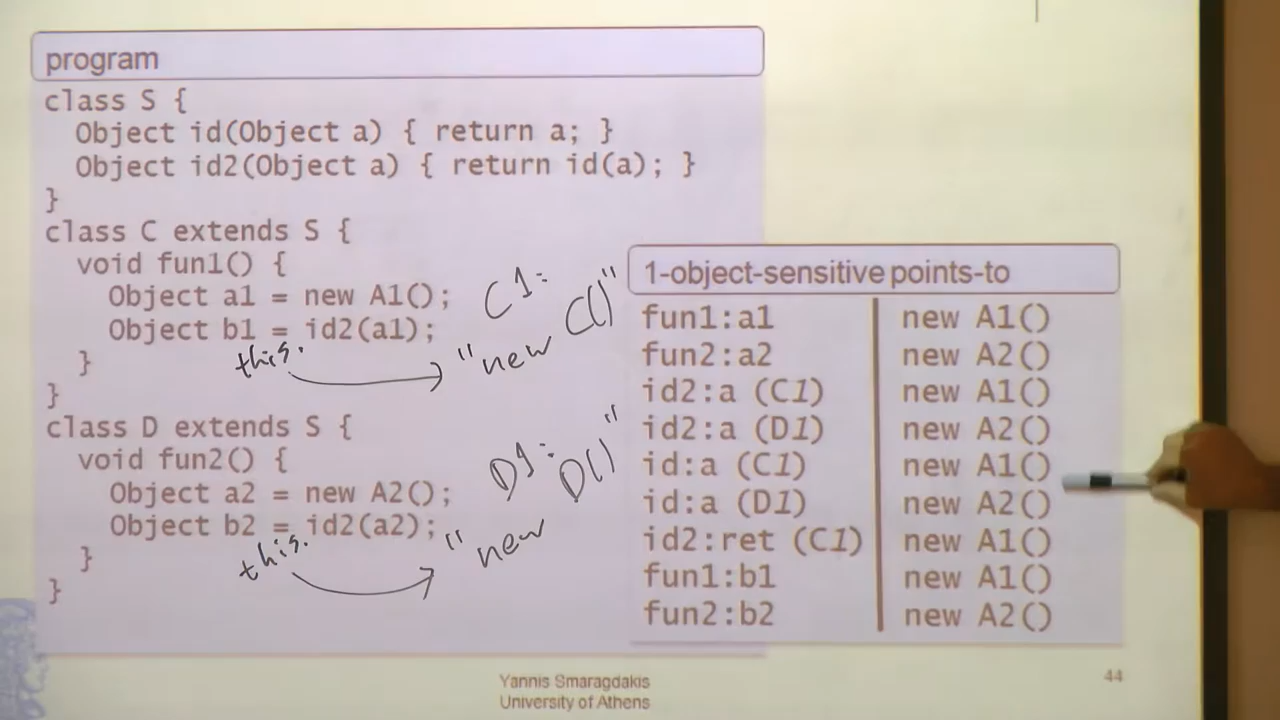 program
class S {
Object id(Object a) { return a; }
Object id2(Object a) { return id(a); }
}
class C extends S {
void fun1() {
Object a1 = new A1();
Object b1 = id2(a1);
this.
}
}
C1:
"new C()"
class D extends S {
void fun2() {
Object a2 = new A2();
Object b2 = id2(a2);
this.
}
}
D1:
"new D()"
1-object-sensitive points-to
fun1:a1 new A1()
fun2:a2 new A2()
id2:a (C1) new A1()
id2:a (D1) new A2()
id:a (C1) new A1()
id:a (D1) new A2()
id2:ret (C1) new A1()
fun1:b1 new A1()
fun2:b2 new A2()
Yannis Smaragdakis
University of Athens
44